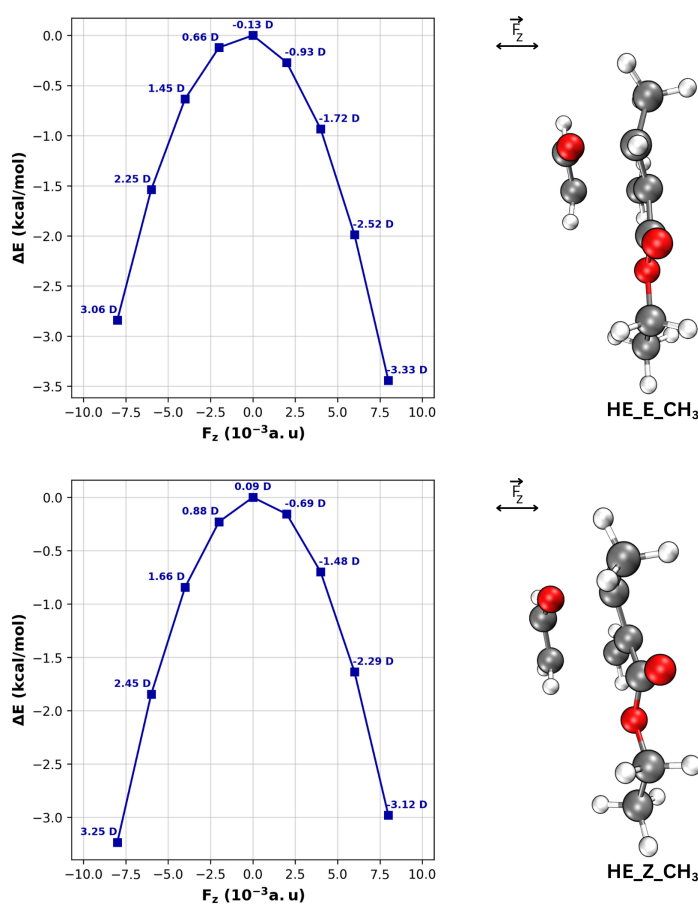 -0.13 D
0.66 D
-0.93 D
1.45 D
-1.72 D
2.25 D
-2.52 D
3.06 D
-3.33 D
0.0
−0.5
−1.0
−1.5
−2.0
−2.5
−3.0
−3.5
ΔE (kcal/mol)
−10.0 −7.5 −5.0 −2.5 0.0 2.5 5.0 7.5 10.0
F_z (10⁻³a.u)
F⃗_z
HE_E_CH₃
0.09 D
0.88 D
-0.69 D
1.66 D
-1.48 D
2.45 D
-2.29 D
3.25 D
-3.12 D
0.0
−0.5
−1.0
−1.5
−2.0
−2.5
−3.0
ΔE (kcal/mol)
−10.0 −7.5 −5.0 −2.5 0.0 2.5 5.0 7.5 10.0
F_z (10⁻³a.u)
F⃗_z
HE_Z_CH₃